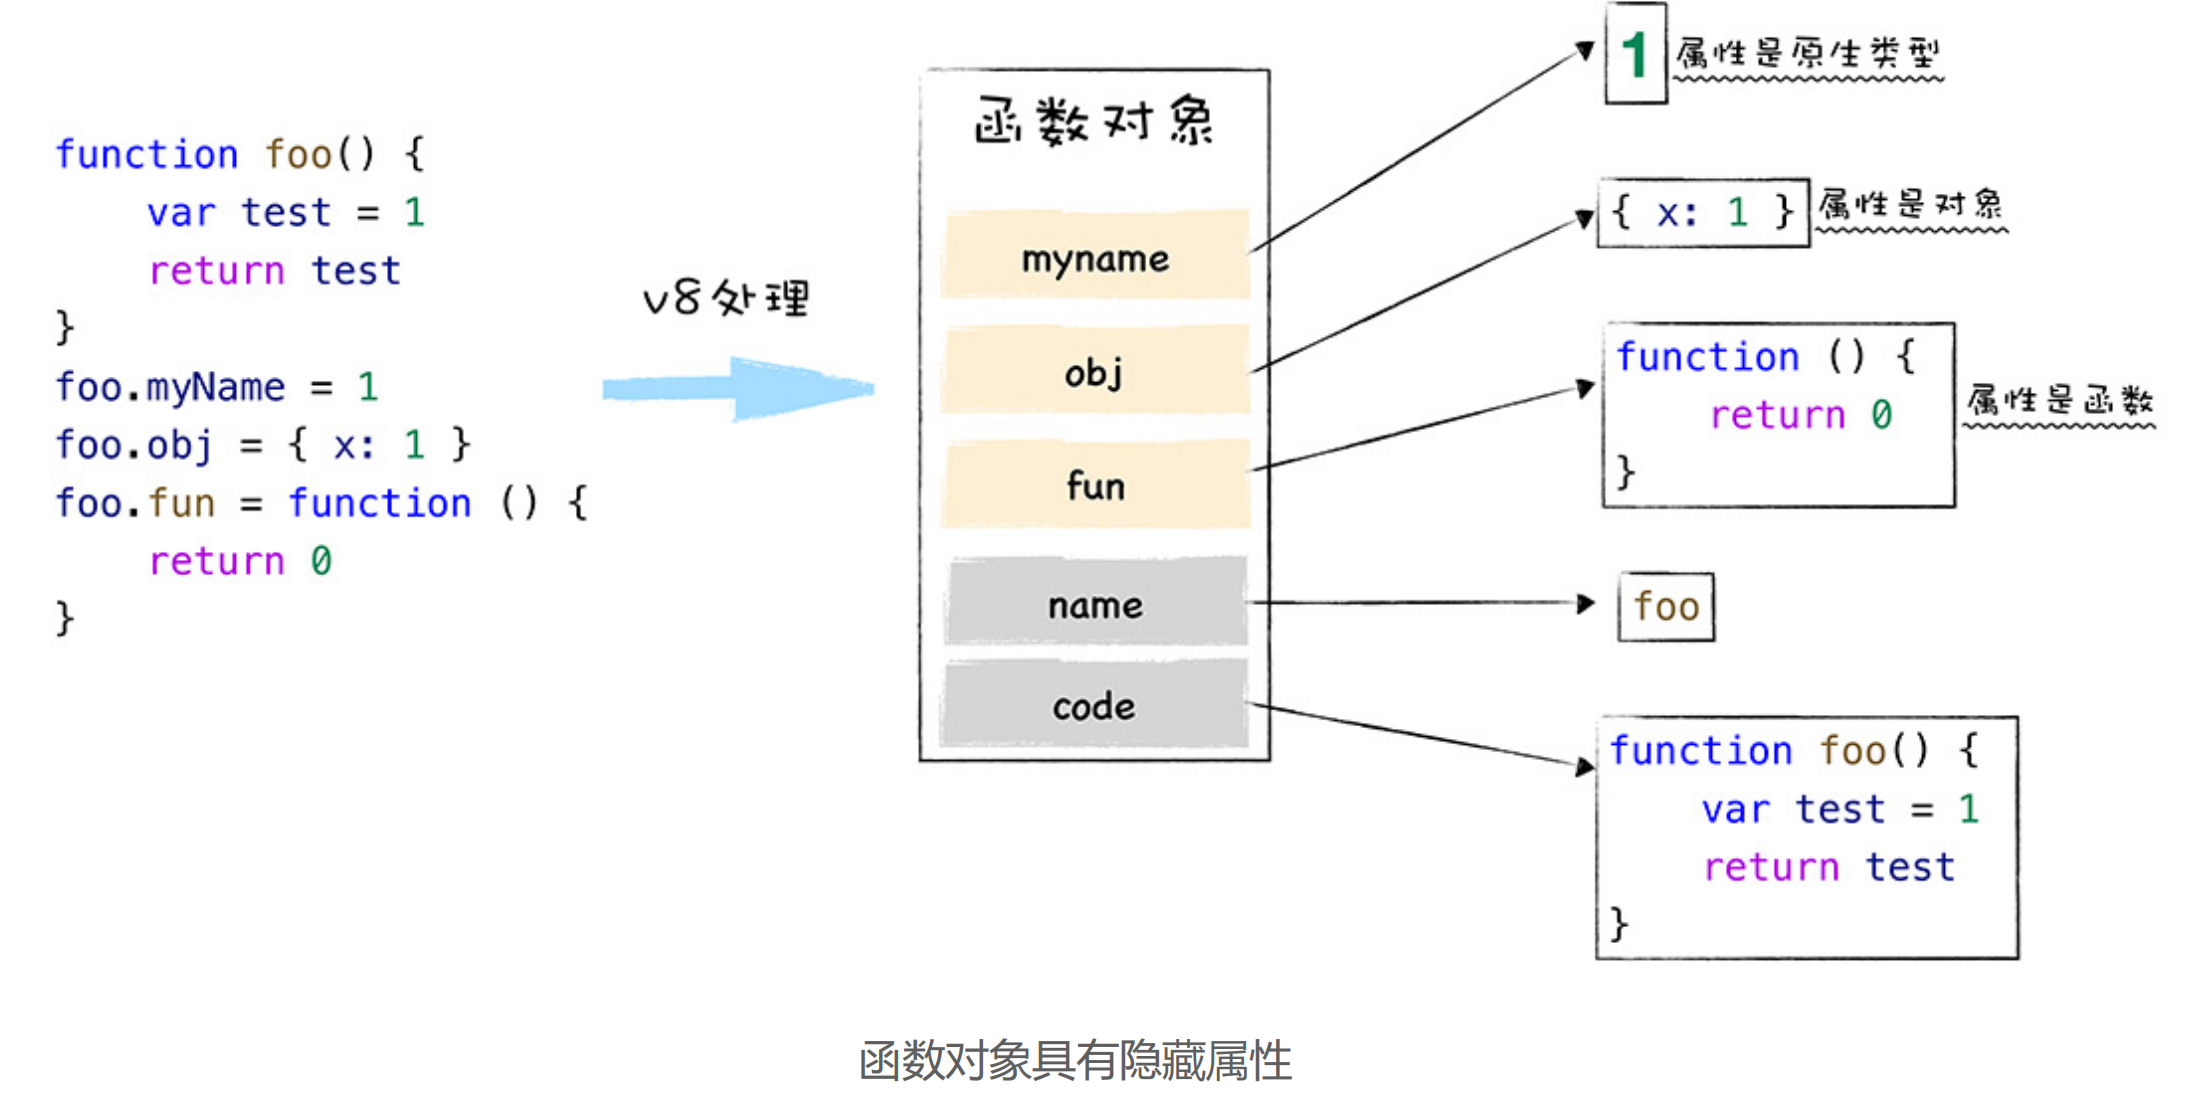 function foo() {
    var test = 1
    return test
}
foo.myName = 1
foo.obj = { x: 1 }
foo.fun = function () {
    return 0
}
v8处理
函数对象
myname
obj
fun
name
code
1 属性是原生类型
{ x: 1 } 属性是对象
function () {
    return 0
}
属性是函数
foo
function foo() {
    var test = 1
    return test
}
函数对象具有隐藏属性